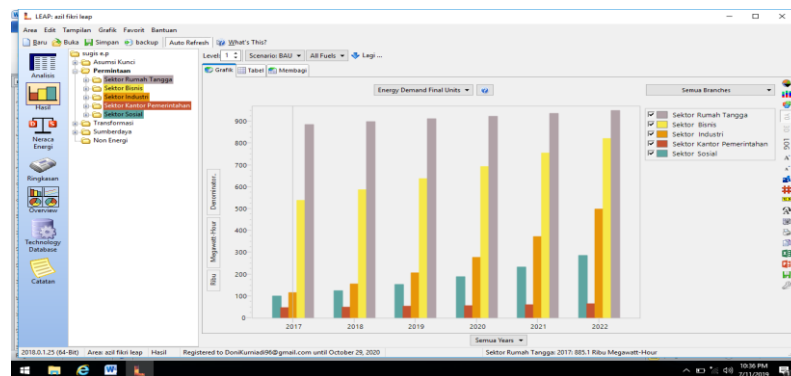 LEAP: azil fikri leap
Area Edit Tampilan Grafik Favorit Bantuan
Baru Buka Simpan backup Auto Refresh What's This?
sugis e.p
Asumsi Kunci
Permintaan
Sektor Rumah Tangga
Sektor Bisnis
Sektor Industri
Sektor Kantor Pemerintahan
Sektor Sosial
Transformasi
Sumberdaya
Non Energi
Analisis
Hasil
Neraca Energi
Ringkasan
Overview
Technology Database
Catatan
Level: 1 Scenario: BAU All Fuels Lagi ...
Grafik Tabel Membagi
Energy Demand Final Units
Semua Branches
Sektor Rumah Tangga
Sektor Bisnis
Sektor Industri
Sektor Kantor Pemerintahan
Sektor Sosial
Denominator..
Megawatt-Hour
Ribu
900
800
700
600
500
400
300
200
100
0
2017 2018 2019 2020 2021 2022
Semua Years
LOG
2018.0.1.25 (64-Bit) Area: azil fikri leap Hasil Registered to DoniKurniadi96@gmail.com until October 29, 2020 Sektor Rumah Tangga: 2017: 885.1 Ribu Megawatt-Hour
10:36 PM
7/11/2019